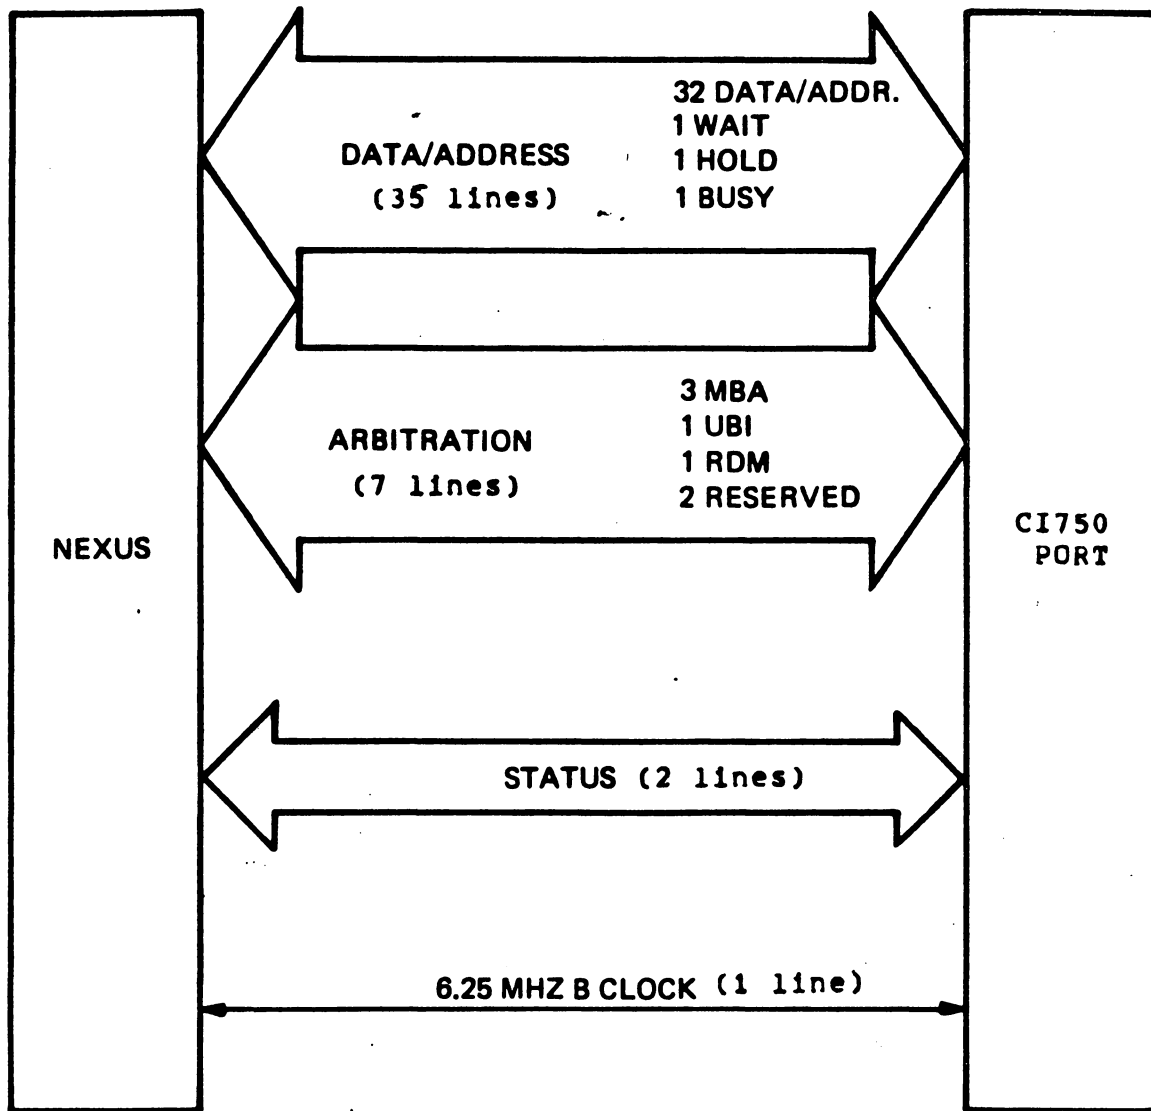 32 DATA/ADDR.
1 WAIT
DATA/ADDRESS
1 HOLD
(35 lines)
1 BUSY
3 MBA
ARBITRATION
1 UBI
(7 lines)
1 RDM
2 RESERVED
NEXUS
CI750
PORT
STATUS (2 lines)
6.25 MHZ B CLOCK (1 line)